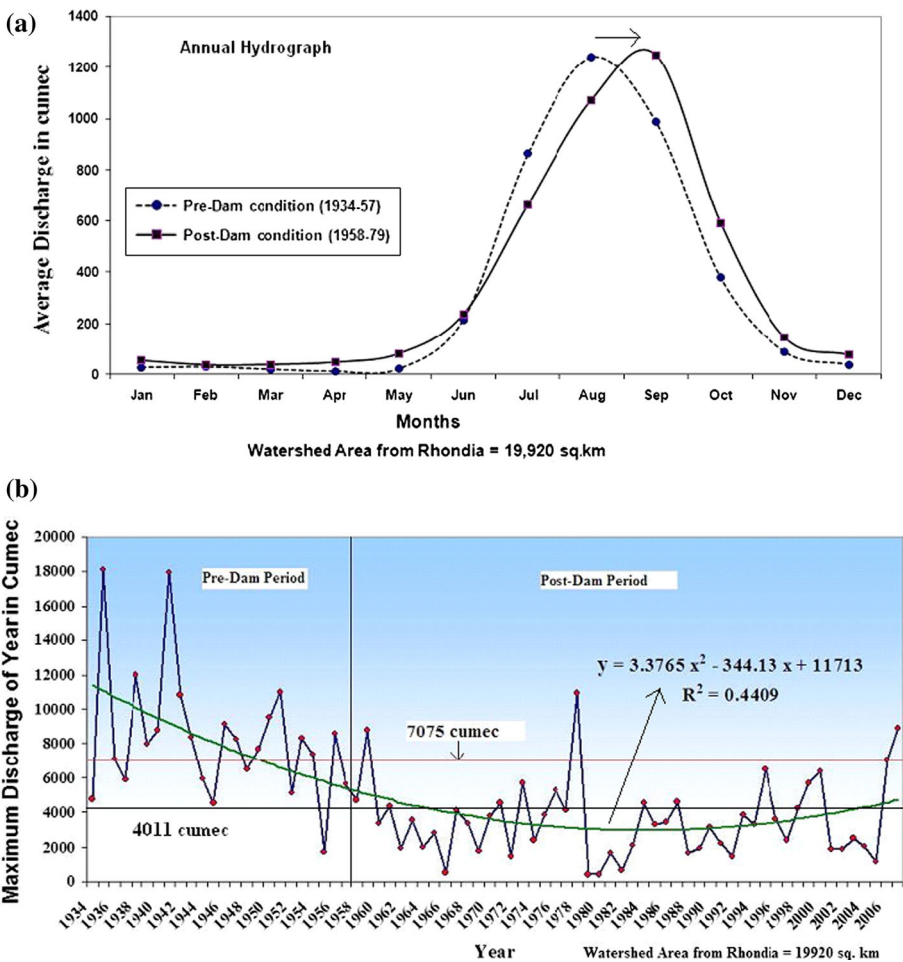 (a)
1400
Annual Hydrograph
1200
1000
800
600
400
200
0
Average Discharge in cumec
Pre-Dam condition (1934-57)
Post-Dam condition (1958-79)
Jan Feb Mar Apr May Jun Jul Aug Sep Oct Nov Dec
Months
Watershed Area from Rhondia = 19,920 sq.km
(b)
Maximum Discharge of Yearin Cumec
20000
18000
16000
14000
12000
10000
8000
6000
4000
2000
0
Pre-Dam Period
Post-Dam Period
y = 3.3765 x² - 344.13 x + 11713
R² = 0.4409
7075 cumec
4011 cumec
1934 1936 1938 1940 1942 1944 1946 1948 1950 1952 1954 1956 1958 1960 1962 1964 1966 1968 1970 1972 1974 1976 1978 1980 1982 1984 1986 1988 1990 1992 1994 1996 1998 2000 2002 2004 2006
Year
Watershed Area from Rhondia = 19920 sq. km